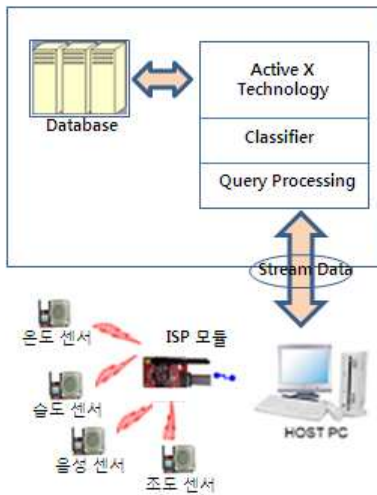 Active X
Technology
Database
Classifier
Query Processing
Stream Data
온도 센서
ISP 모듈
습도 센서
HOST PC
음성 센서
조도 센서